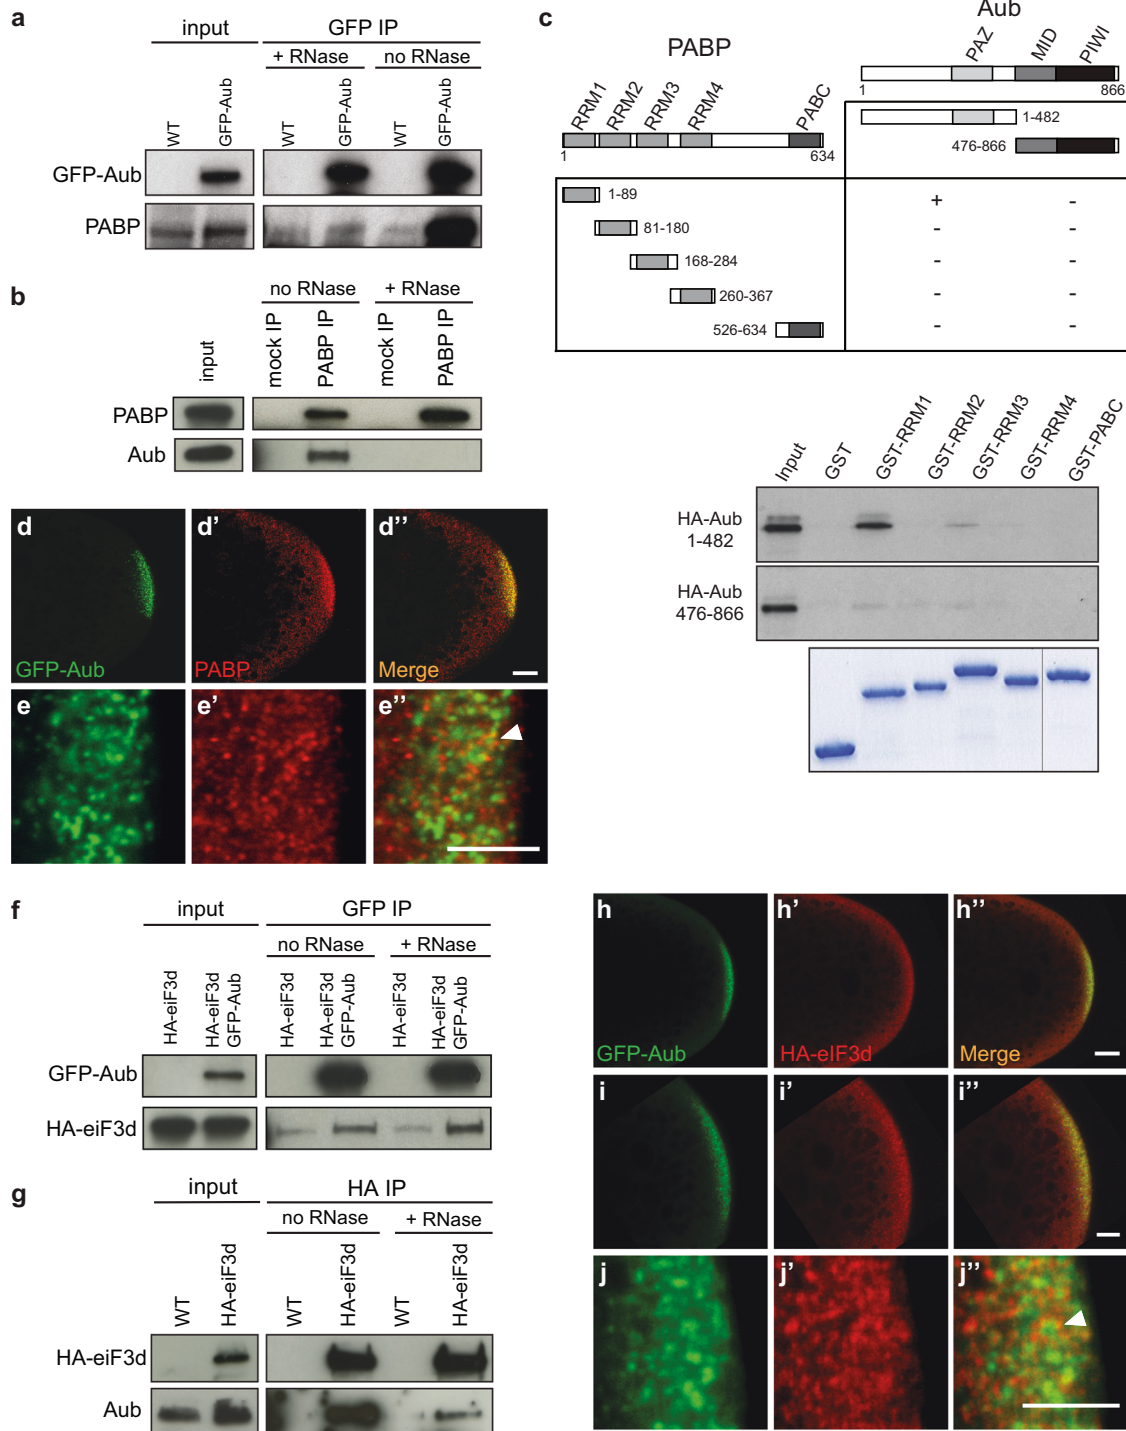 a
input
GFP IP
+ RNase
no RNase
WT
GFP-Aub
WT
GFP-Aub
WT
GFP-Aub
GFP-Aub
PABP
b
no RNase
+ RNase
input
mock IP
PABP IP
mock IP
PABP IP
PABP
Aub
c
PABP
RRM1
RRM2
RRM3
RRM4
PABC
1
634
Aub
PAZ
MID
PIWI
1
866
1-482
476-866
1-89
+
-
81-180
-
-
168-284
-
-
260-367
-
-
526-634
-
-
Input
GST
GST-RRM1
GST-RRM2
GST-RRM3
GST-RRM4
GST-PABC
HA-Aub
1-482
HA-Aub
476-866
d
GFP-Aub
d'
PABP
d''
Merge
e
e'
e''
f
input
GFP IP
no RNase
+ RNase
HA-eiF3d
HA-eiF3d
GFP-Aub
HA-eiF3d
HA-eiF3d
GFP-Aub
HA-eiF3d
HA-eiF3d
GFP-Aub
GFP-Aub
HA-eiF3d
g
input
HA IP
no RNase
+ RNase
WT
HA-eiF3d
WT
HA-eiF3d
WT
HA-eiF3d
HA-eiF3d
Aub
h
GFP-Aub
h'
HA-eIF3d
h''
Merge
i
i'
i''
j
j'
j''